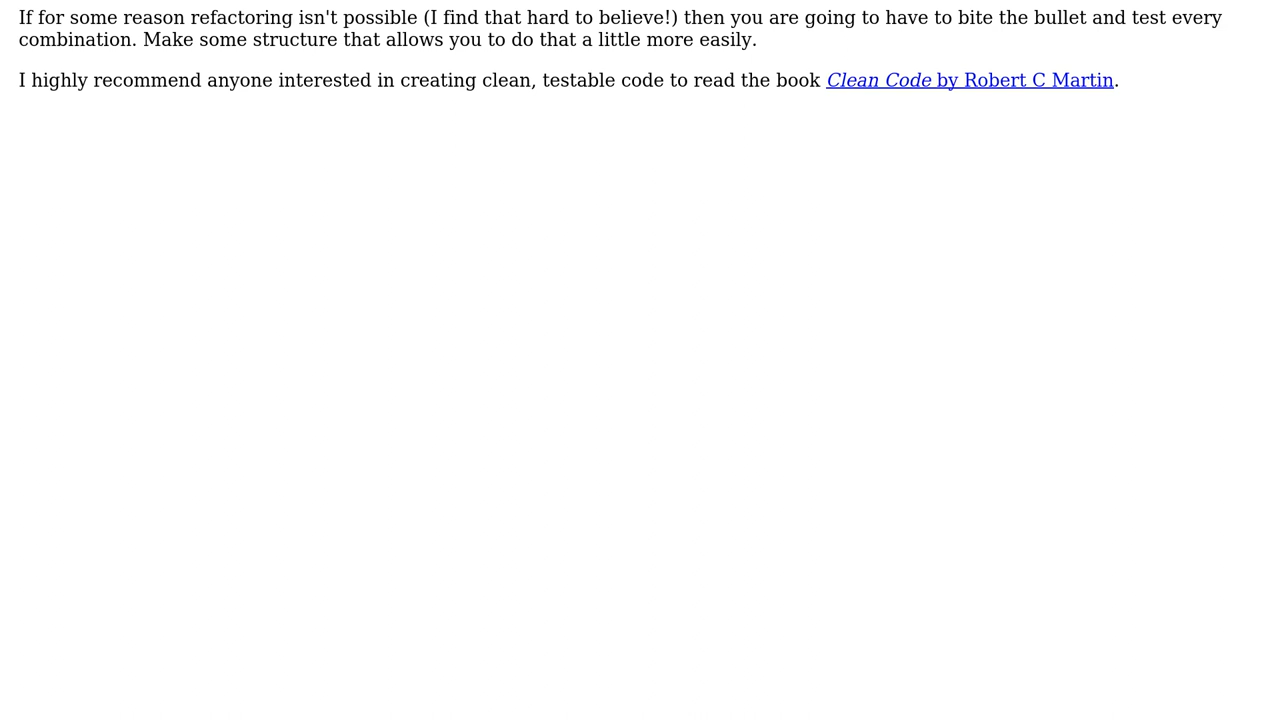 If for some reason refactoring isn't possible (I find that hard to believe!) then you are going to have to bite the bullet and test every
combination. Make some structure that allows you to do that a little more easily.
I highly recommend anyone interested in creating clean, testable code to read the book Clean Code by Robert C Martin.